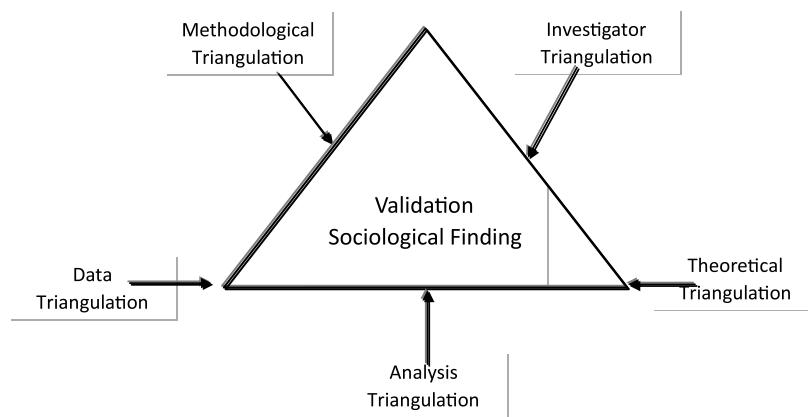 Methodological
Triangulation
Investigator
Triangulation
Validation
Sociological Finding
Data
Triangulation
Theoretical
Triangulation
Analysis
Triangulation